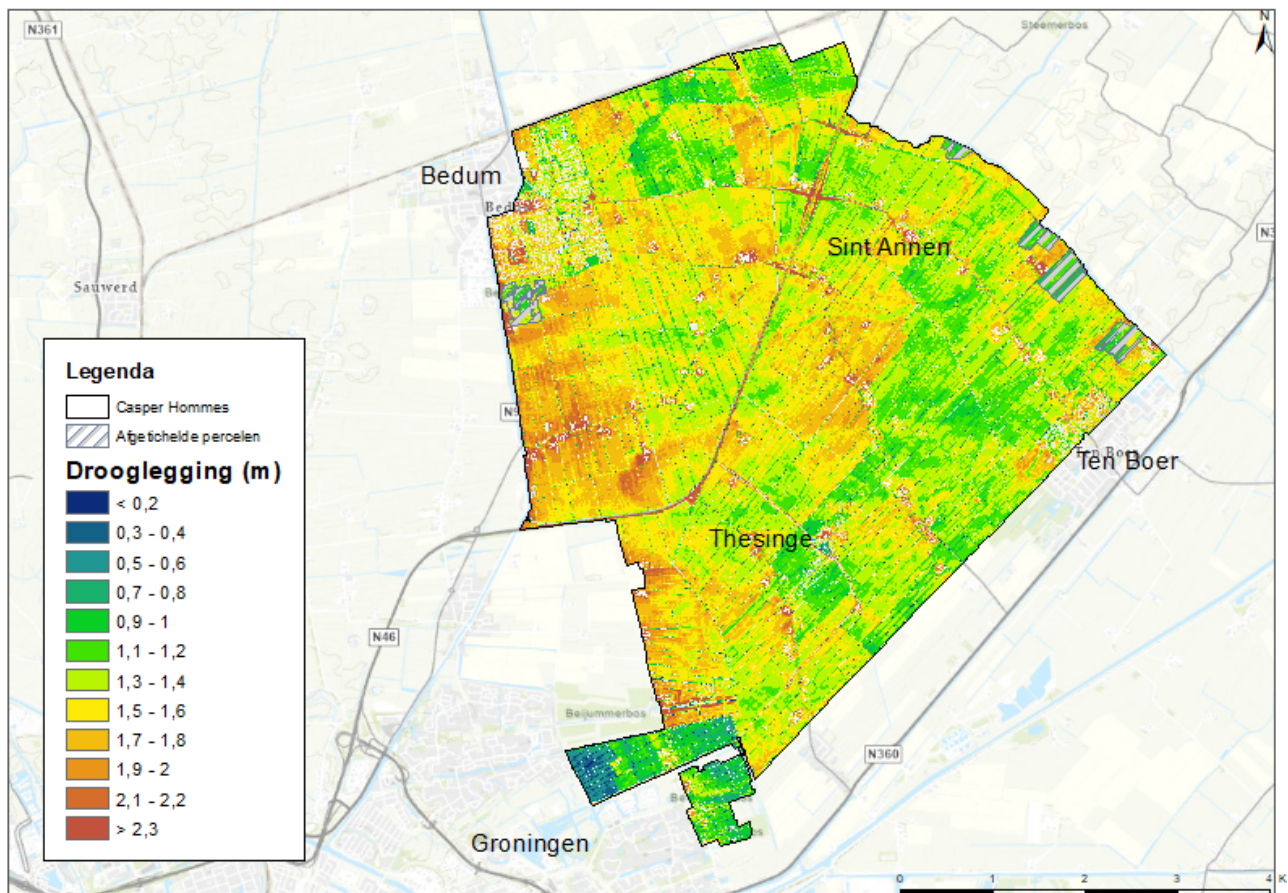 N361
Steernerbos
N
Bedum
Sint Annen
Sauwerd
Legenda
Casper Hommes
Afgetichelde percelen
Drooglegging (m)
< 0,2
0,3 - 0,4
0,5 - 0,6
0,7 - 0,8
0,9 - 1
1,1 - 1,2
1,3 - 1,4
1,5 - 1,6
1,7 - 1,8
1,9 - 2
2,1 - 2,2
> 2,3
Ten Boer
Thesinge
N46
Beijummerbos
N360
Groningen
0 1 2 3 4